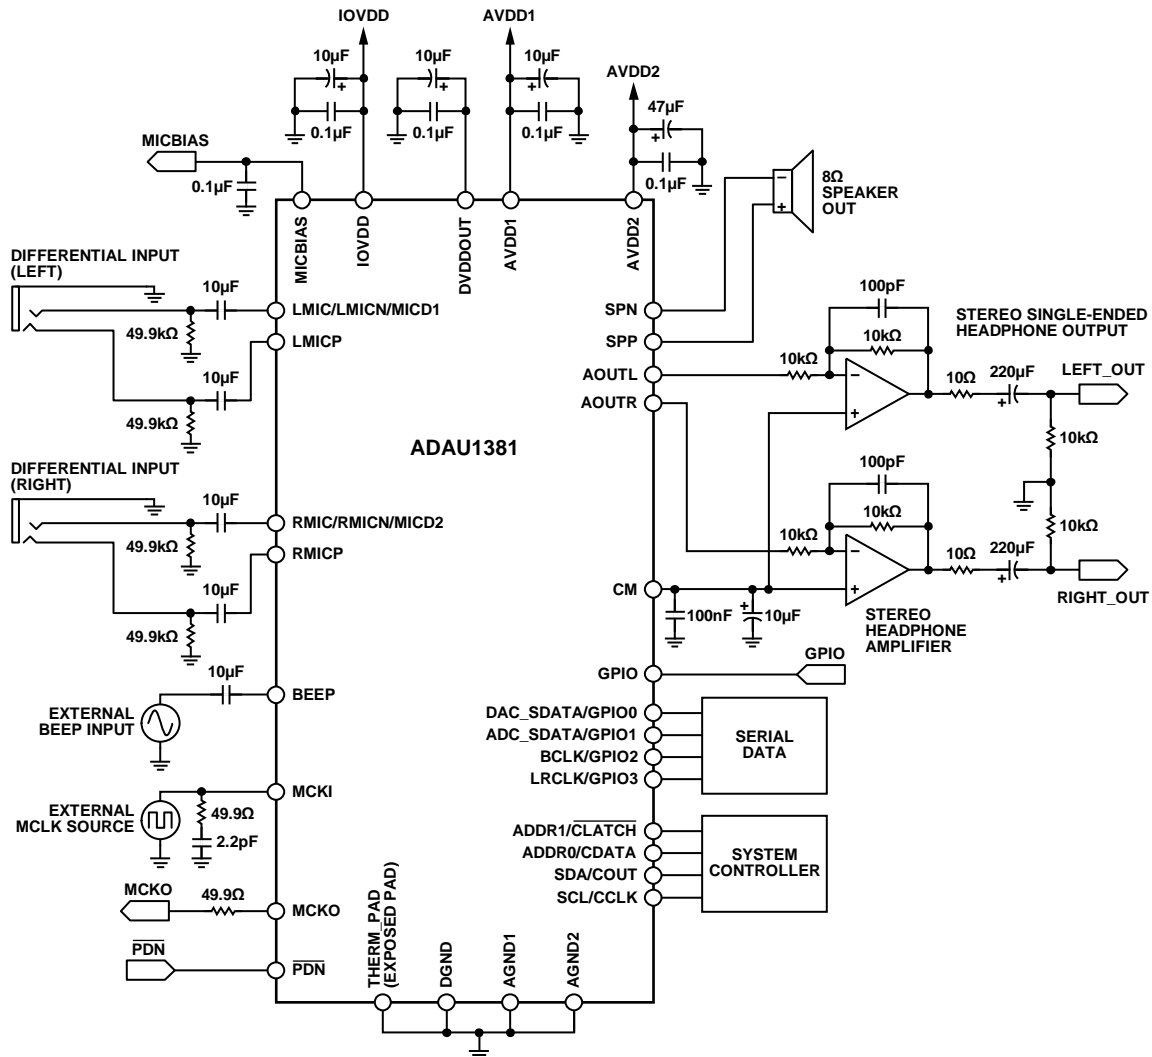 IOVDD
AVDD1
10µF
10µF
10µF
AVDD2
47µF
0.1µF
0.1µF
0.1µF
MICBIAS
0.1µF
0.1µF
8Ω
SPEAKER
OUT
MICBIAS
IOVDD
DVDDOUT
AVDD1
AVDD2
DIFFERENTIAL INPUT
(LEFT)
10µF
LMIC/LMICN/MICD1
49.9kΩ
LMICP
10µF
49.9kΩ
SPN
SPP
AOUTL
AOUTR
100pF
10kΩ
10kΩ
STEREO SINGLE-ENDED
HEADPHONE OUTPUT
10Ω
220µF
LEFT_OUT
10kΩ
ADAU1381
DIFFERENTIAL INPUT
(RIGHT)
10µF
RMIC/RMICN/MICD2
49.9kΩ
RMICP
10µF
49.9kΩ
100pF
10kΩ
10kΩ
10kΩ
10Ω
220µF
RIGHT_OUT
CM
100nF
10µF
STEREO
HEADPHONE
AMPLIFIER
GPIO
GPIO
10µF
BEEP
EXTERNAL
BEEP INPUT
DAC_SDATA/GPIO0
ADC_SDATA/GPIO1
BCLK/GPIO2
LRCLK/GPIO3
SERIAL
DATA
MCKI
EXTERNAL
MCLK SOURCE
49.9Ω
2.2pF
ADDR1/CLATCH
ADDR0/CDATA
SDA/COUT
SCL/CCLK
SYSTEM
CONTROLLER
MCKO
49.9Ω
MCKO
PDN
PDN
THERM_PAD
(EXPOSED PAD)
DGND
AGND1
AGND2